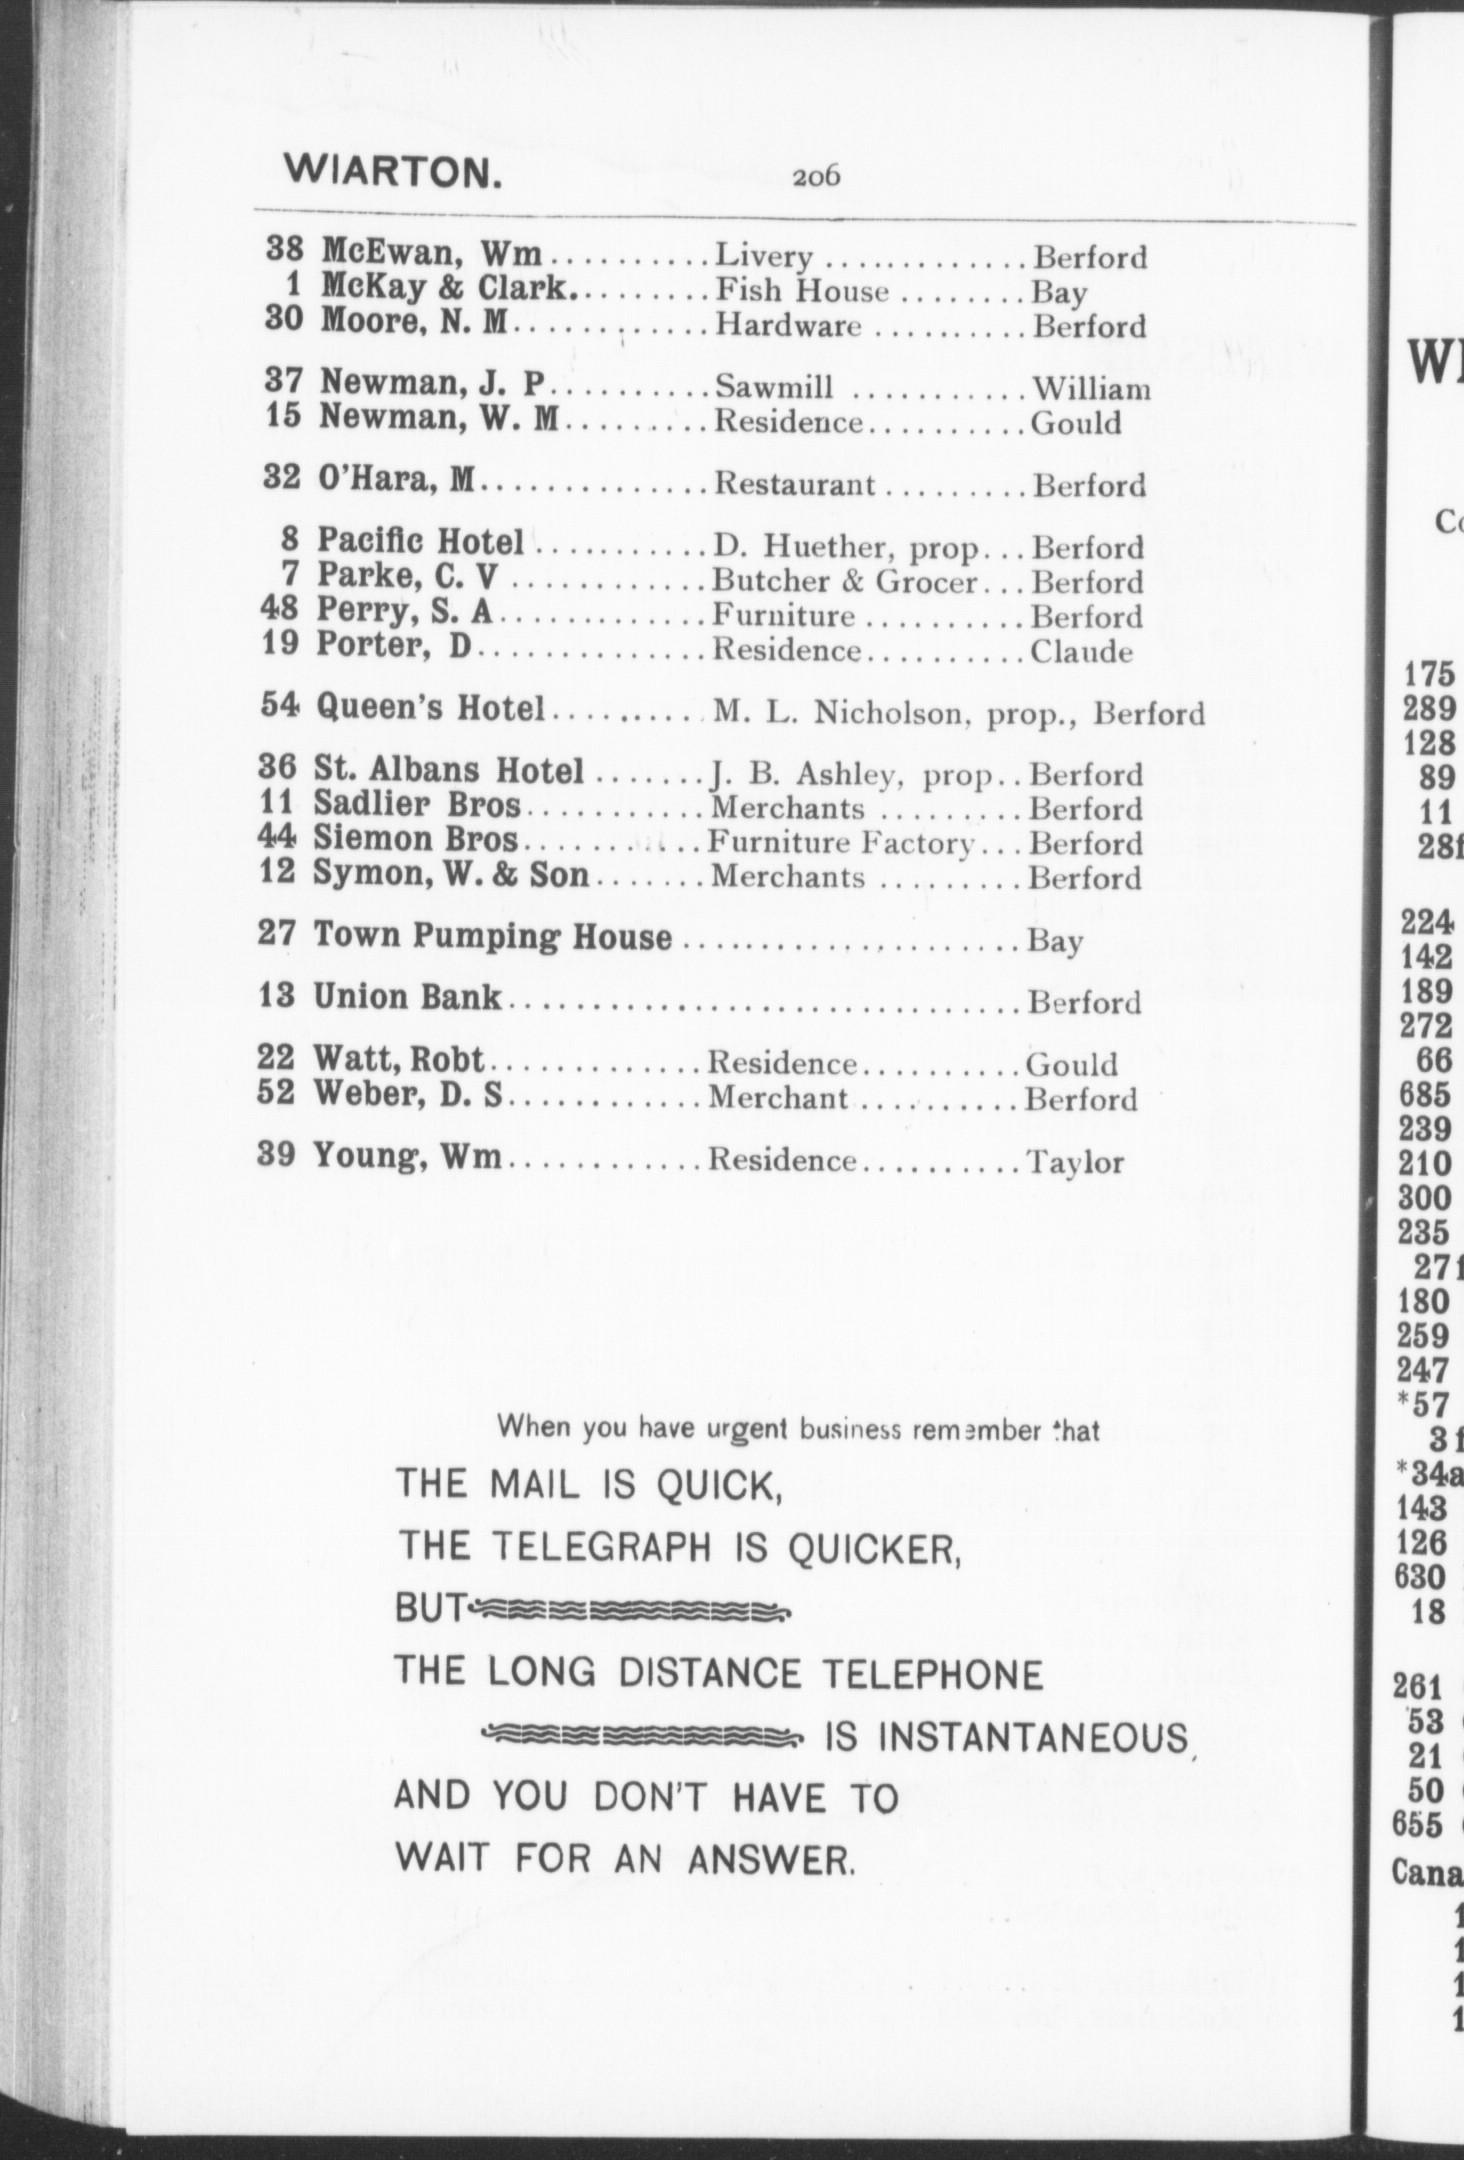 WIARTON. 206
38 McEwan, Wm..........Livery.............Berford
1 McKay & Clark.........Fish House........Bay
30 Moore, N. M............Hardware..........Berford
37 Newman, J. P..........Sawmill...........William
15 Newman, W. M.........Residence..........Gould
32 O'Hara, M..............Restaurant.........Berford
8 Pacific Hotel...........D. Huether, prop...Berford
7 Parke, C. V............Butcher & Grocer...Berford
48 Perry, S. A.............Furniture..........Berford
19 Porter, D..............Residence..........Claude
54 Queen's Hotel..........M. L. Nicholson, prop., Berford
36 St. Albans Hotel.......J. B. Ashley, prop..Berford
11 Sadlier Bros...........Merchants.........Berford
44 Siemon Bros...........Furniture Factory...Berford
12 Symon, W. & Son.......Merchants.........Berford
27 Town Pumping House....................Bay
13 Union Bank...............................Berford
22 Watt, Robt.............Residence..........Gould
52 Weber, D. S............Merchant..........Berford
39 Young, Wm............Residence..........Taylor
When you have urgent business remember that
THE MAIL IS QUICK,
THE TELEGRAPH IS QUICKER,
BUT
THE LONG DISTANCE TELEPHONE
IS INSTANTANEOUS,
AND YOU DON'T HAVE TO
WAIT FOR AN ANSWER.
175
289
128
89
11
224
142
189
272
66
685
239
210
300
235
180
259
247
*57
143
126
630
18
261
53
21
50
655